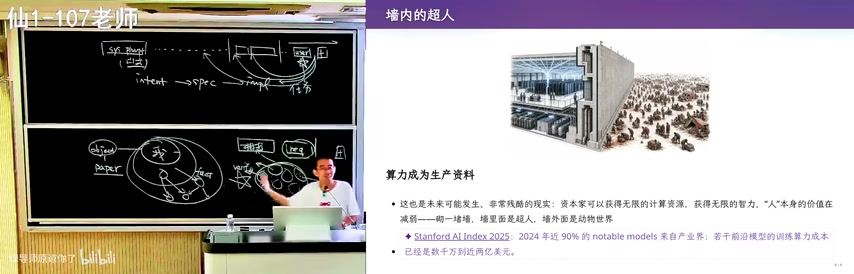 仙1-107老师
sys prompt
user
intent → spec → impl
任务
object
paper
req
fact
bilibili
墙内的超人
算力成为生产资料
这也是未来可能发生、非常残酷的现实：资本家可以获得无限的计算资源，获得无限的智力，“人”本身的价值在
减弱——砌一堵墙，墙里面是超人，墙外面是动物世界
Stanford AI Index 2025：2024 年近 90% 的 notable models 来自产业界；若干前沿模型的训练算力成本
已经是数千万到近两亿美元。